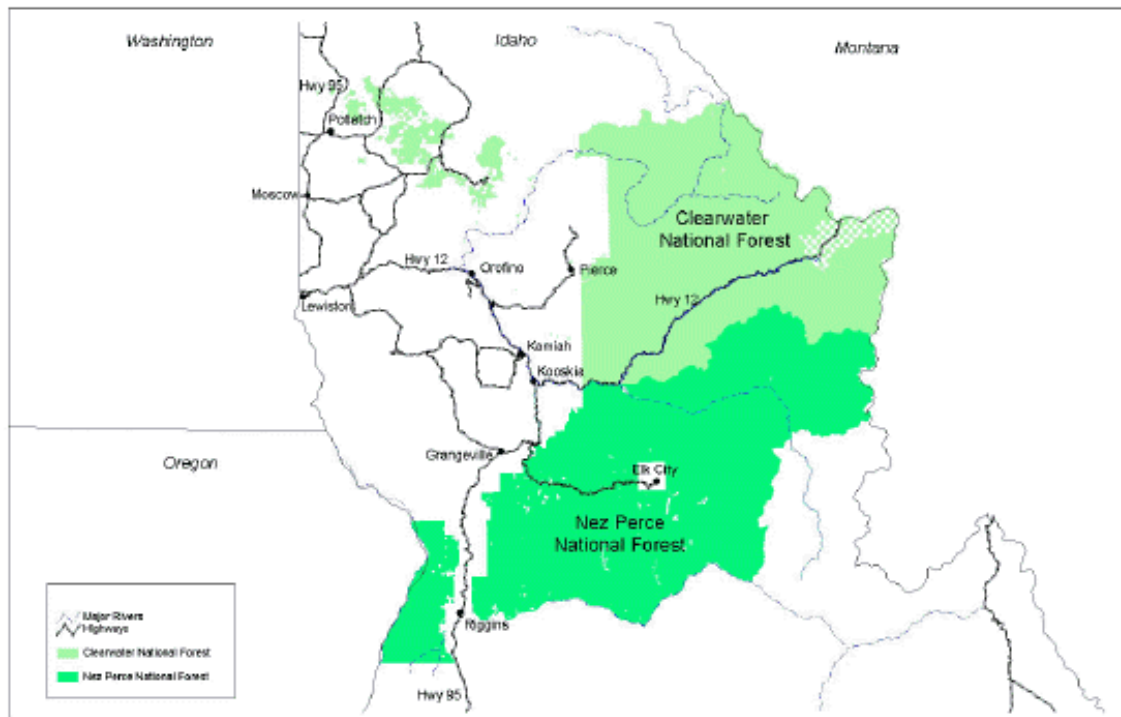 Washington
Idaho
Montana
Hwy 95
Potlatch
Moscow
Clearwater
National Forest
Hwy 12
Orofino
Pierce
Hwy 12
Lewiston
Kamiah
Kooskia
Grangeville
Oregon
Elk City
Nez Perce
National Forest
Major Rivers
Highways
Riggins
Clearwater National Forest
Nez Perce National Forest
Hwy 95